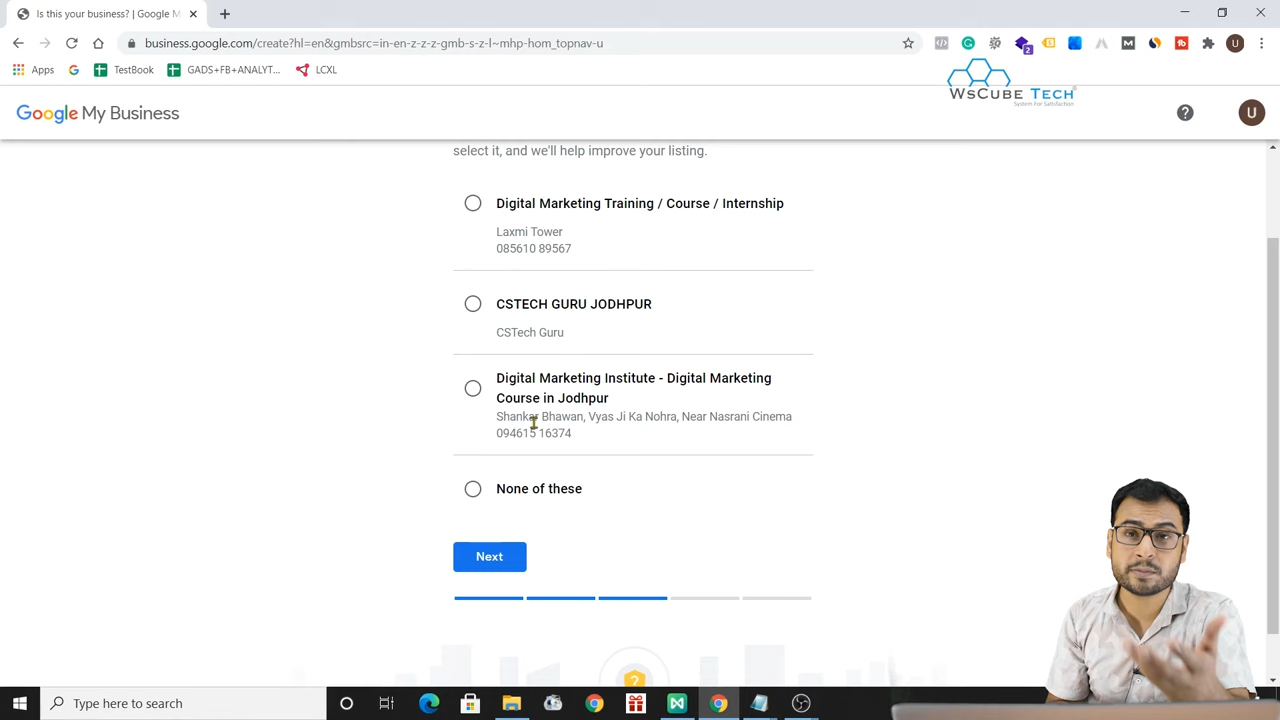 Is this your business? | Google M
business.google.com/create?hl=en&gmbsrc=in-en-z-z-z-gmb-s-z-l~mhp-hom_topnav-u
2
U
Apps
TestBook
GADS+FB+ANALYT...
LCXL
WsCube Tech
System For Satisfaction
Google My Business
U
select it, and we'll help improve your listing.
Digital Marketing Training / Course / Internship
Laxmi Tower
085610 89567
CSTECH GURU JODHPUR
CSTech Guru
Digital Marketing Institute - Digital Marketing
Course in Jodhpur
Shankar Bhawan, Vyas Ji Ka Nohra, Near Nasrani Cinema
094615 16374
None of these
Next
Type here to search